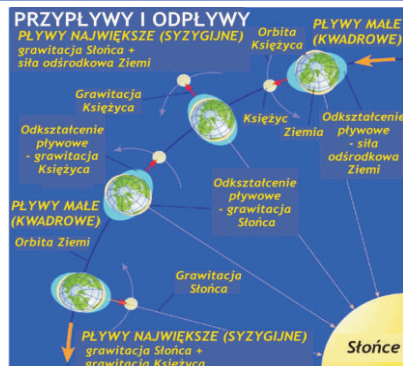 PRZYPŁYWY I ODPŁYWY
PŁYWY NAJWIĘKSZE (SYZYGIJNE)
grawitacja Słońca +
siła odśrodkowa Ziemi
Orbita
Księżyca
PŁYWY MAŁE
(KWADROWE)
Grawitacja
Księżyca
Księżyc
Ziemia
Odkształcenie
pływowe
- siła
odśrodkowa
Ziemi
Odkształcenie
pływowe
- grawitacja
Księżyca
Odkształcenie
pływowe
- grawitacja
Słońca
PŁYWY MAŁE
(KWADROWE)
Orbita Ziemi
Grawitacja
Słońca
PŁYWY NAJWIĘKSZE (SYZYGIJNE)
grawitacja Słońca +
grawitacja Księżyca
Słońce